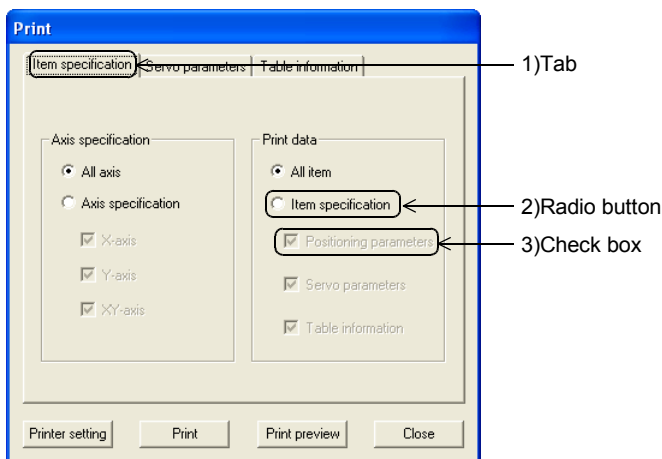 Print
Item specification Servo parameters Table information
1)Tab
Axis specification
All axis
Axis specification
X-axis
Y-axis
XY-axis
Print data
All item
Item specification
2)Radio button
Positioning parameters
3)Check box
Servo parameters
Table information
Printer setting Print Print preview Close